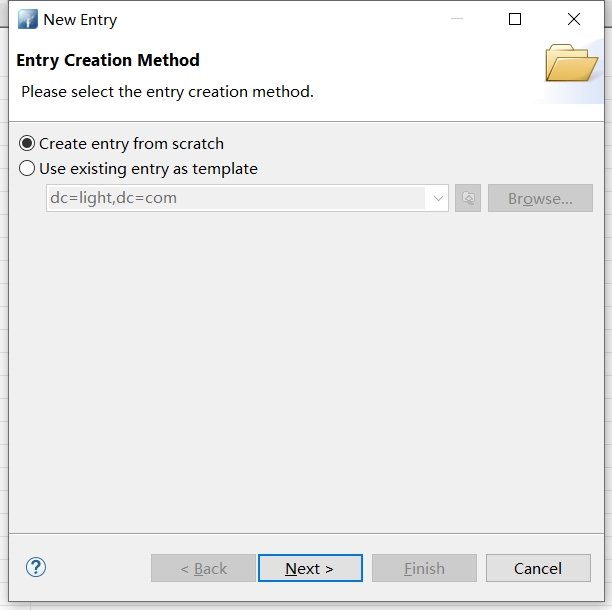 New Entry
Entry Creation Method
Please select the entry creation method.
Create entry from scratch
Use existing entry as template
dc=light,dc=com
Browse...
?
< Back
Next >
Finish
Cancel